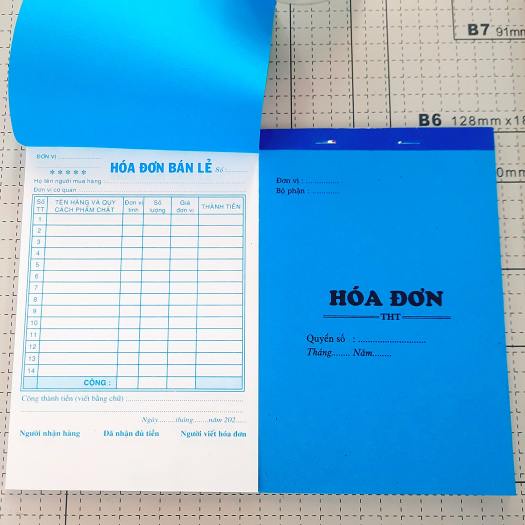 B7 91mm
B6 128mm x 18
0mm
ĐƠN VỊ ..........
***** HÓA ĐƠN BÁN LẺ Số :..........
Họ tên người mua hàng ..........
Đơn vị cơ quan ..........
Số TT TÊN HÀNG VÀ QUY CÁCH PHẨM CHẤT Đơn vị tính Số lượng Giá đơn vị THÀNH TIỀN
1
2
3
4
5
6
7
8
9
10
11
12
13
14
CỘNG :
Cộng thành tiền (viết bằng chữ) ..........
Ngày ........tháng ........năm 202.....
Người nhận hàng Đã nhận đủ tiền Người viết hóa đơn
Đơn vị : ..............
Bộ phận : ............
HÓA ĐƠN
THT
Quyển số : ..........................
Tháng........ Năm........